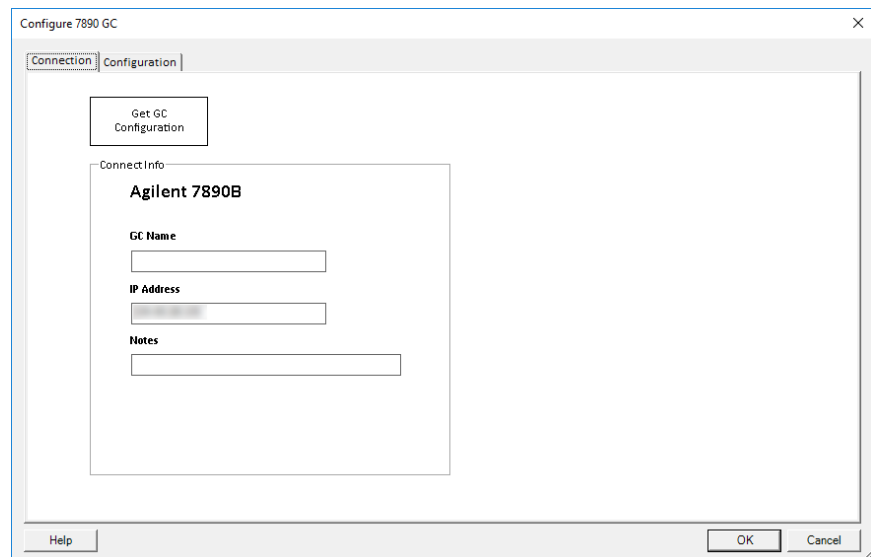 Configure 7890 GC
Connection Configuration
Get GC
Configuration
Connect Info
Agilent 7890B
GC Name
IP Address
Notes
Help OK Cancel